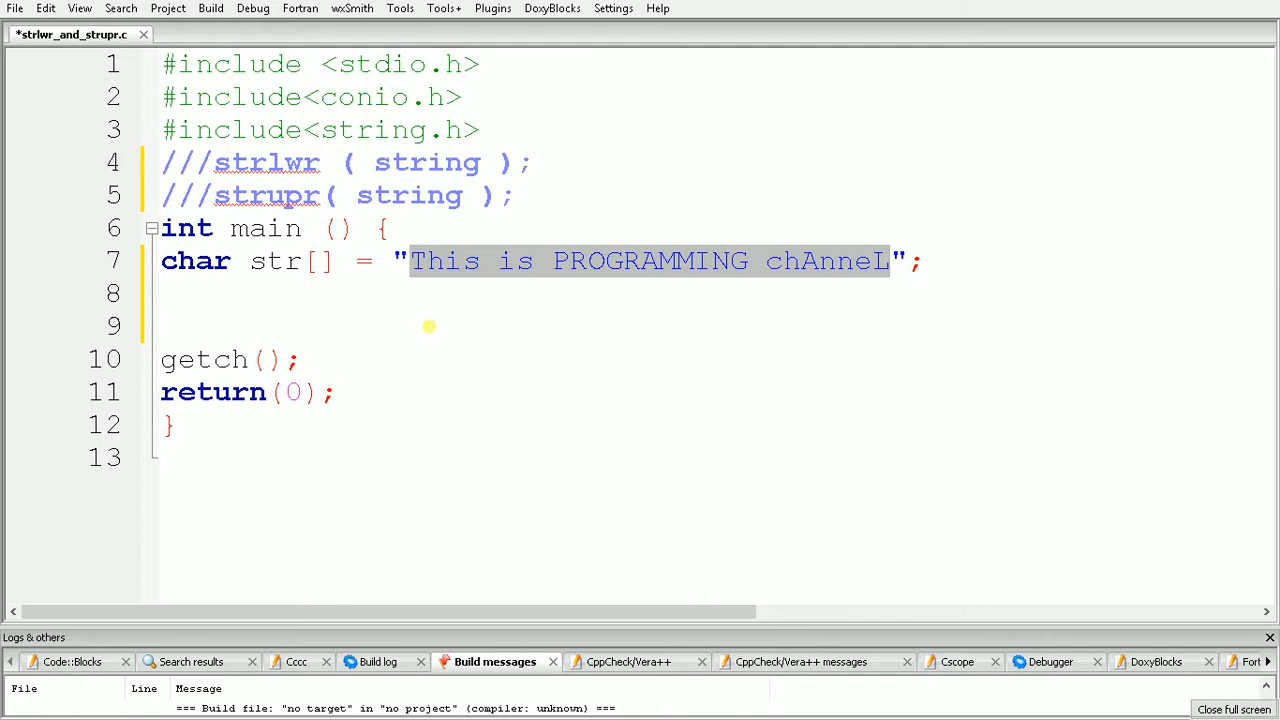 File Edit View Search Project Build Debug Fortran wxSmith Tools Tools+ Plugins DoxyBlocks Settings Help
*strlwr_and_strupr.c
1 #include <stdio.h>
2 #include<conio.h>
3 #include<string.h>
4 ///strlwr ( string );
5 ///strupr( string );
6 int main () {
7 char str[] = "This is PROGRAMMING chAnneL";
8
9
10 getch();
11 return(0);
12 }
13
Logs & others
Code::Blocks Search results Cccc Build log Build messages CppCheck/Vera++ CppCheck/Vera++ messages Cscope Debugger DoxyBlocks Fort
File Line Message
=== Build file: "no target" in "no project" (compiler: unknown) ===
Close full screen